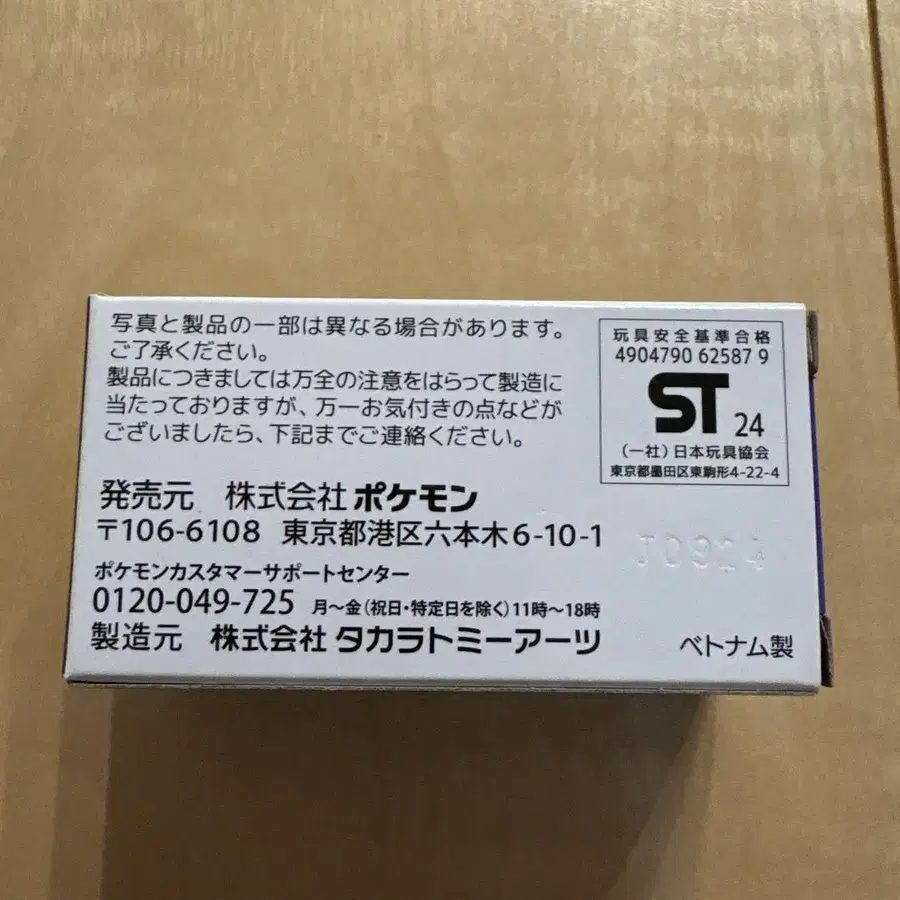 写真と製品の一部は異なる場合があります。
ご了承ください。
製品につきましては万全の注意をはらって製造に
当たっておりますが、万一お気付きの点などが
ございましたら、下記までご連絡ください。
発売元 株式会社 ポケモン
〒106-6108 東京都港区六本木6-10-1
ポケモンカスタマーサポートセンター
0120-049-725 月～金(祝日・特定日を除く)11時～18時
製造元 株式会社 タカラトミーアーツ
玩具安全基準合格
4904790 62587 9
ST 24
(一社)日本玩具協会
東京都墨田区東駒形4-22-4
J0924
ベトナム製